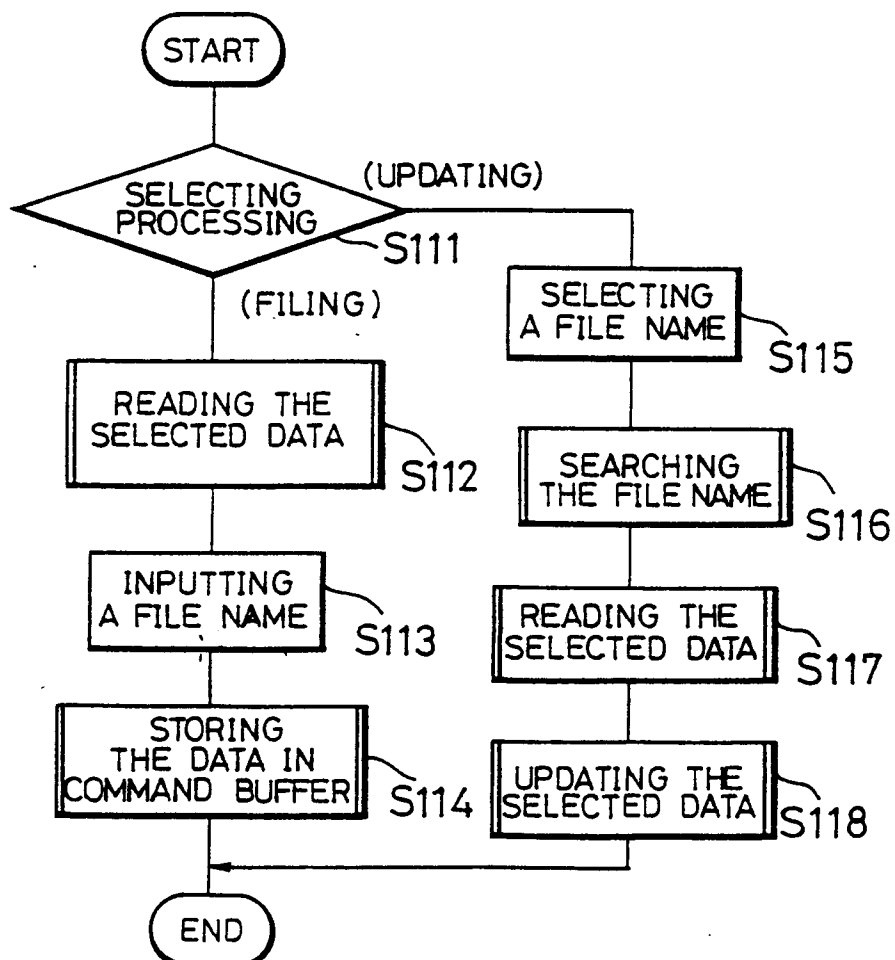 START
(UPDATING)
SELECTING
PROCESSING
S111
(FILING)
READING THE
SELECTED DATA
S112
INPUTTING
A FILE NAME
S113
STORING
THE DATA IN
COMMAND BUFFER
S114
SELECTING
A FILE NAME
S115
SEARCHING
THE FILE NAME
S116
READING THE
SELECTED DATA
S117
UPDATING THE
SELECTED DATA
S118
END